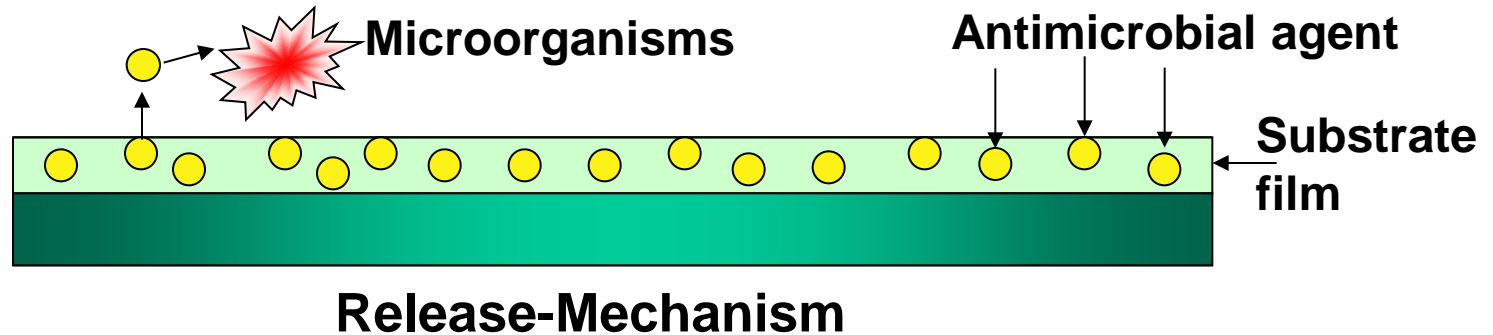 Microorganisms
Antimicrobial agent
Substrate
film
Release-Mechanism